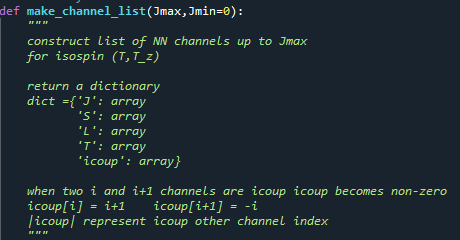 def make_channel_list(Jmax,Jmin=0):
"""
construct list of NN channels up to Jmax
for isospin (T,T_z)
return a dictionary
dict ={'J': array
'S': array
'L': array
'T': array
'icoup': array}
when two i and i+1 channels are icoup icoup becomes non-zero
icoup[i] = i+1    icoup[i+1] = -i
|icoup| represent icoup other channel index
"""